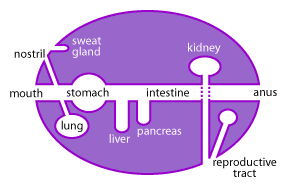 sweat
gland
kidney
nostril
mouth
stomach
intestine
anus
lung
liver
pancreas
reproductive
tract